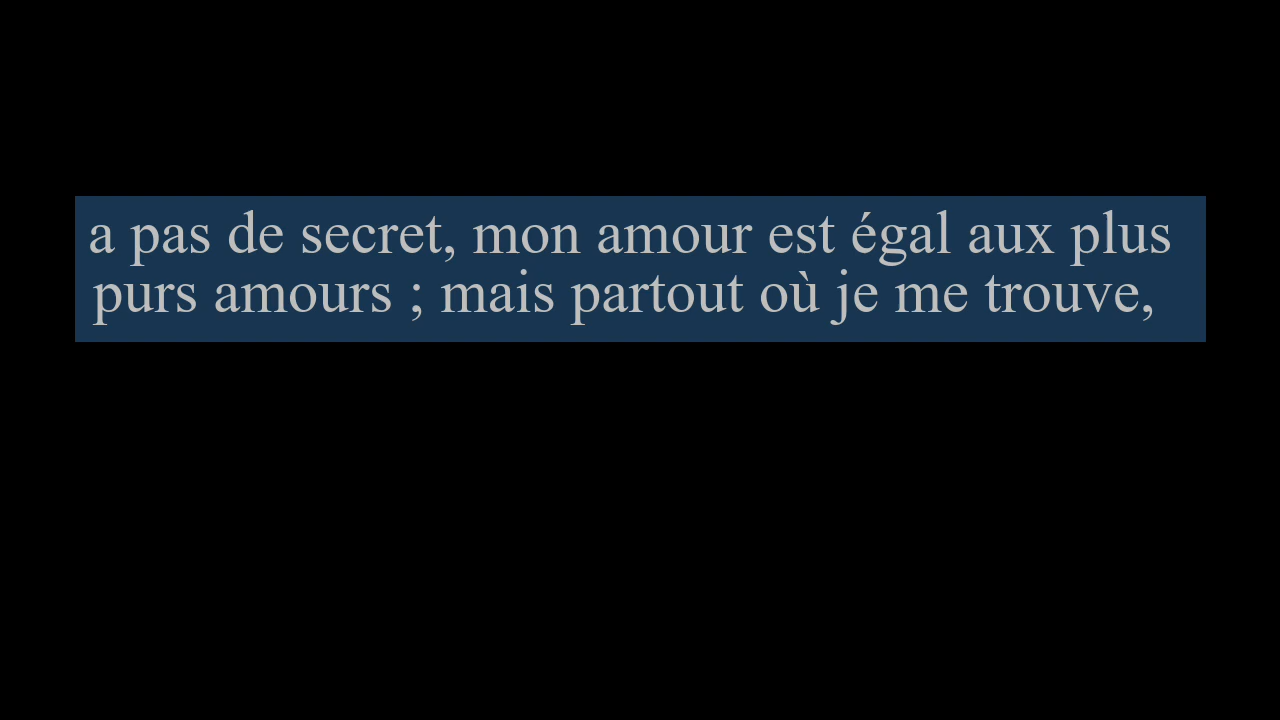 a pas de secret, mon amour est égal aux plus
purs amours ; mais partout où je me trouve,